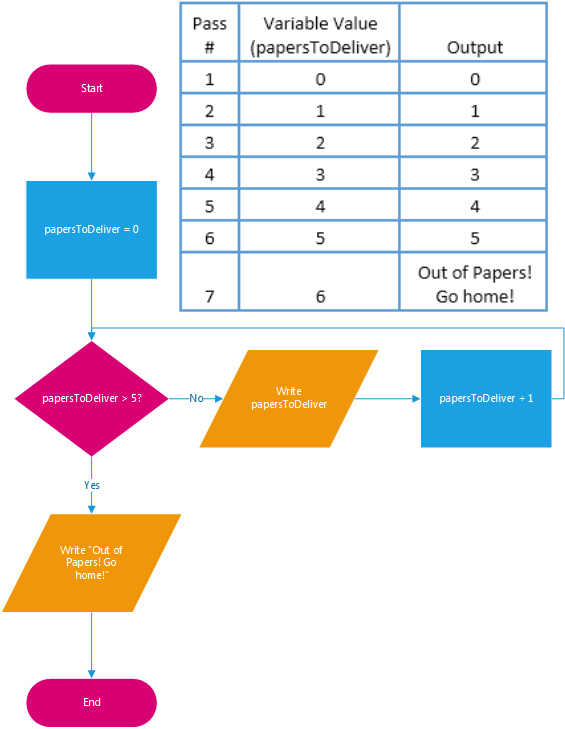 Pass
#
Variable Value
(papersToDeliver)
Output
1 0 0
2 1 1
3 2 2
4 3 3
5 4 4
6 5 5
7 6 Out of Papers!
Go home!
Start
papersToDeliver = 0
papersToDeliver > 5?
No
Write
papersToDeliver
papersToDeliver + 1
Yes
Write "Out of
Papers! Go
home!"
End